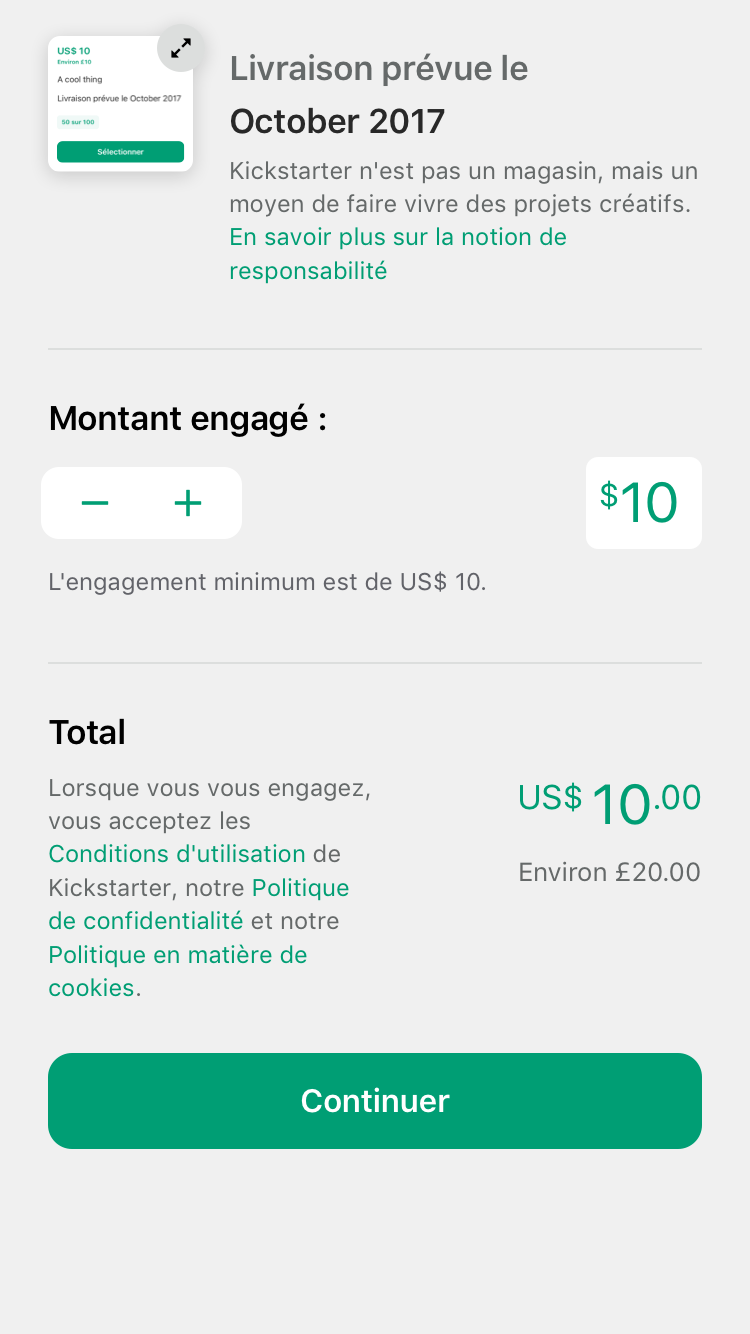 US$ 10
Environ £10
A cool thing
Livraison prévue le October 2017
50 sur 100
Sélectionner
Livraison prévue le
October 2017
Kickstarter n'est pas un magasin, mais un
moyen de faire vivre des projets créatifs.
En savoir plus sur la notion de
responsabilité
Montant engagé :
$10
L'engagement minimum est de US$ 10.
Total
Lorsque vous vous engagez,
vous acceptez les
Conditions d'utilisation de
Kickstarter, notre Politique
de confidentialité et notre
Politique en matière de
cookies.
US$ 10.00
Environ £20.00
Continuer